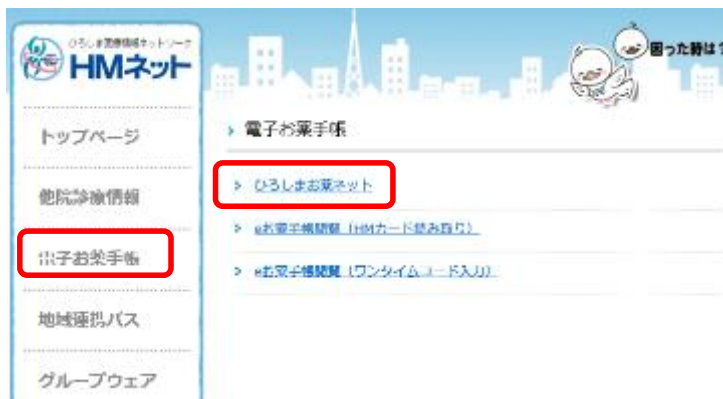 ひろしま医療情報ネットワーク
HMネット
困った時は?
トップページ
他院診療情報
電子お薬手帳
地域連携パス
グループウェア
電子お薬手帳
ひろしまお薬ネット
eお薬手帳閲覧（HMカード読み取り）
eお薬手帳閲覧（ワンタイムコード入力）